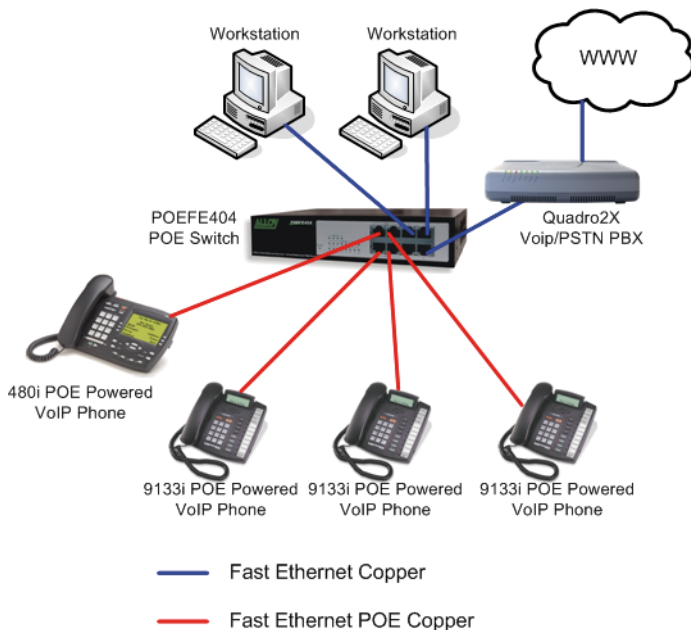 Workstation
Workstation
WWW
ALLOY
POEFE404
POE Switch
Quadro2X
Voip/PSTN PBX
480i POE Powered
VoIP Phone
9133i POE Powered
VoIP Phone
9133i POE Powered
VoIP Phone
9133i POE Powered
VoIP Phone
Fast Ethernet Copper
Fast Ethernet POE Copper